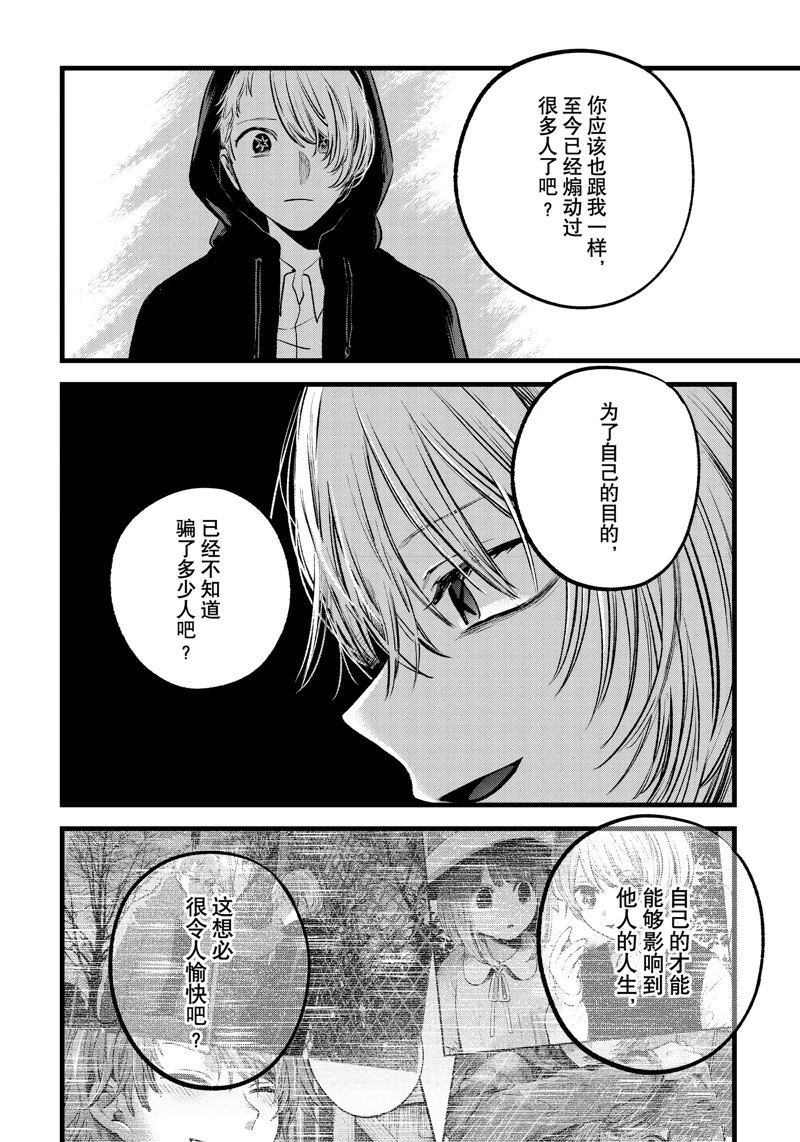 你应该也跟我一样，
至今已经煽动过
很多人了吧？
为了自己的目的，
已经不知道
骗了多少人吧？
自己的才能
能够影响到
他人的人生，
这想必
很令人愉快吧？